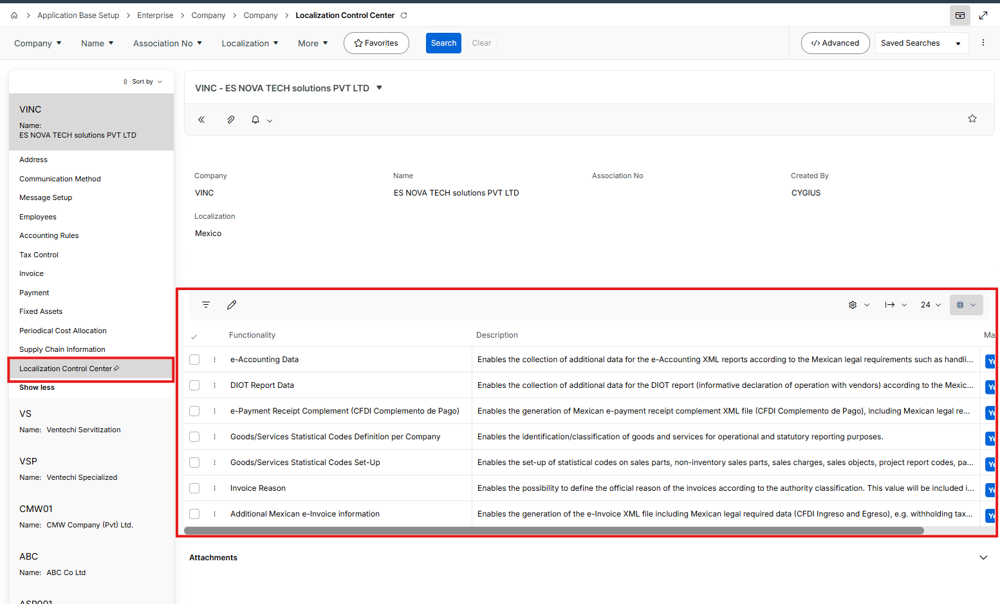 Application Base Setup > Enterprise > Company > Company > Localization Control Center
Company Name Association No Localization More Favorites Search Clear </> Advanced Saved Searches
Sort by
VINC
Name:
ES NOVA TECH solutions PVT LTD
Address
Communication Method
Message Setup
Employees
Accounting Rules
Tax Control
Invoice
Payment
Fixed Assets
Periodical Cost Allocation
Supply Chain Information
Localization Control Center
Show less
VS
Name: Ventechi Servitization
VSP
Name: Ventechi Specialized
CMW01
Name: CMW Company (Pvt) Ltd.
ABC
Name: ABC Co Ltd
VINC - ES NOVA TECH solutions PVT LTD
Company Name Association No Created By
VINC ES NOVA TECH solutions PVT LTD CYGIUS
Localization
Mexico
24
Functionality Description
e-Accounting Data Enables the collection of additional data for the e-Accounting XML reports according to the Mexican legal requirements such as handli...
DIOT Report Data Enables the collection of additional data for the DIOT report (informative declaration of operation with vendors) according to the Mexic...
e-Payment Receipt Complement (CFDI Complemento de Pago) Enables the generation of Mexican e-payment receipt complement XML file (CFDI Complemento de Pago), including Mexican legal re...
Goods/Services Statistical Codes Definition per Company Enables the identification/classification of goods and services for operational and statutory reporting purposes.
Goods/Services Statistical Codes Set-Up Enables the set-up of statistical codes on sales parts, non-inventory sales parts, sales charges, sales objects, project report codes, pa...
Invoice Reason Enables the possibility to define the official reason of the invoices according to the authority classification. This value will be included i...
Additional Mexican e-Invoice information Enables the generation of the e-Invoice XML file including Mexican legal required data (CFDI Ingreso and Egreso), e.g. withholding tax...
Attachments